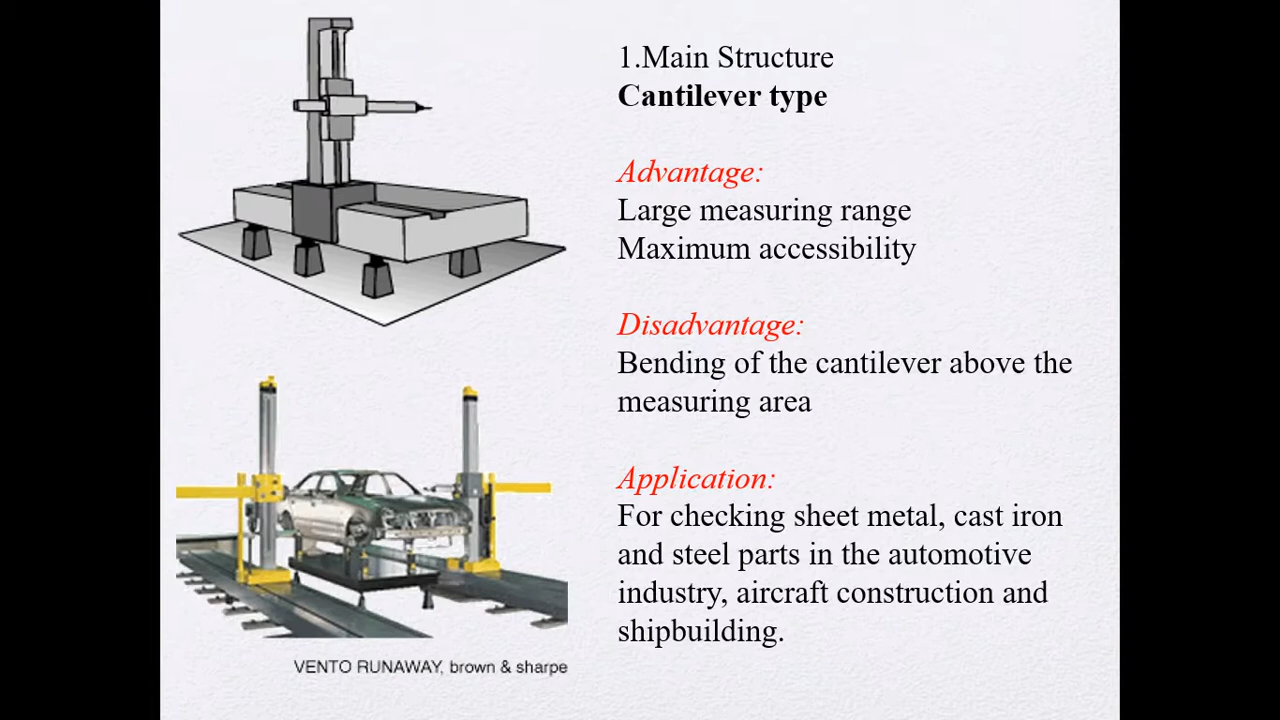 1.Main Structure
Cantilever type
Advantage:
Large measuring range
Maximum accessibility
Disadvantage:
Bending of the cantilever above the
measuring area
Application:
For checking sheet metal, cast iron
and steel parts in the automotive
industry, aircraft construction and
shipbuilding.
VENTO RUNAWAY, brown & sharpe